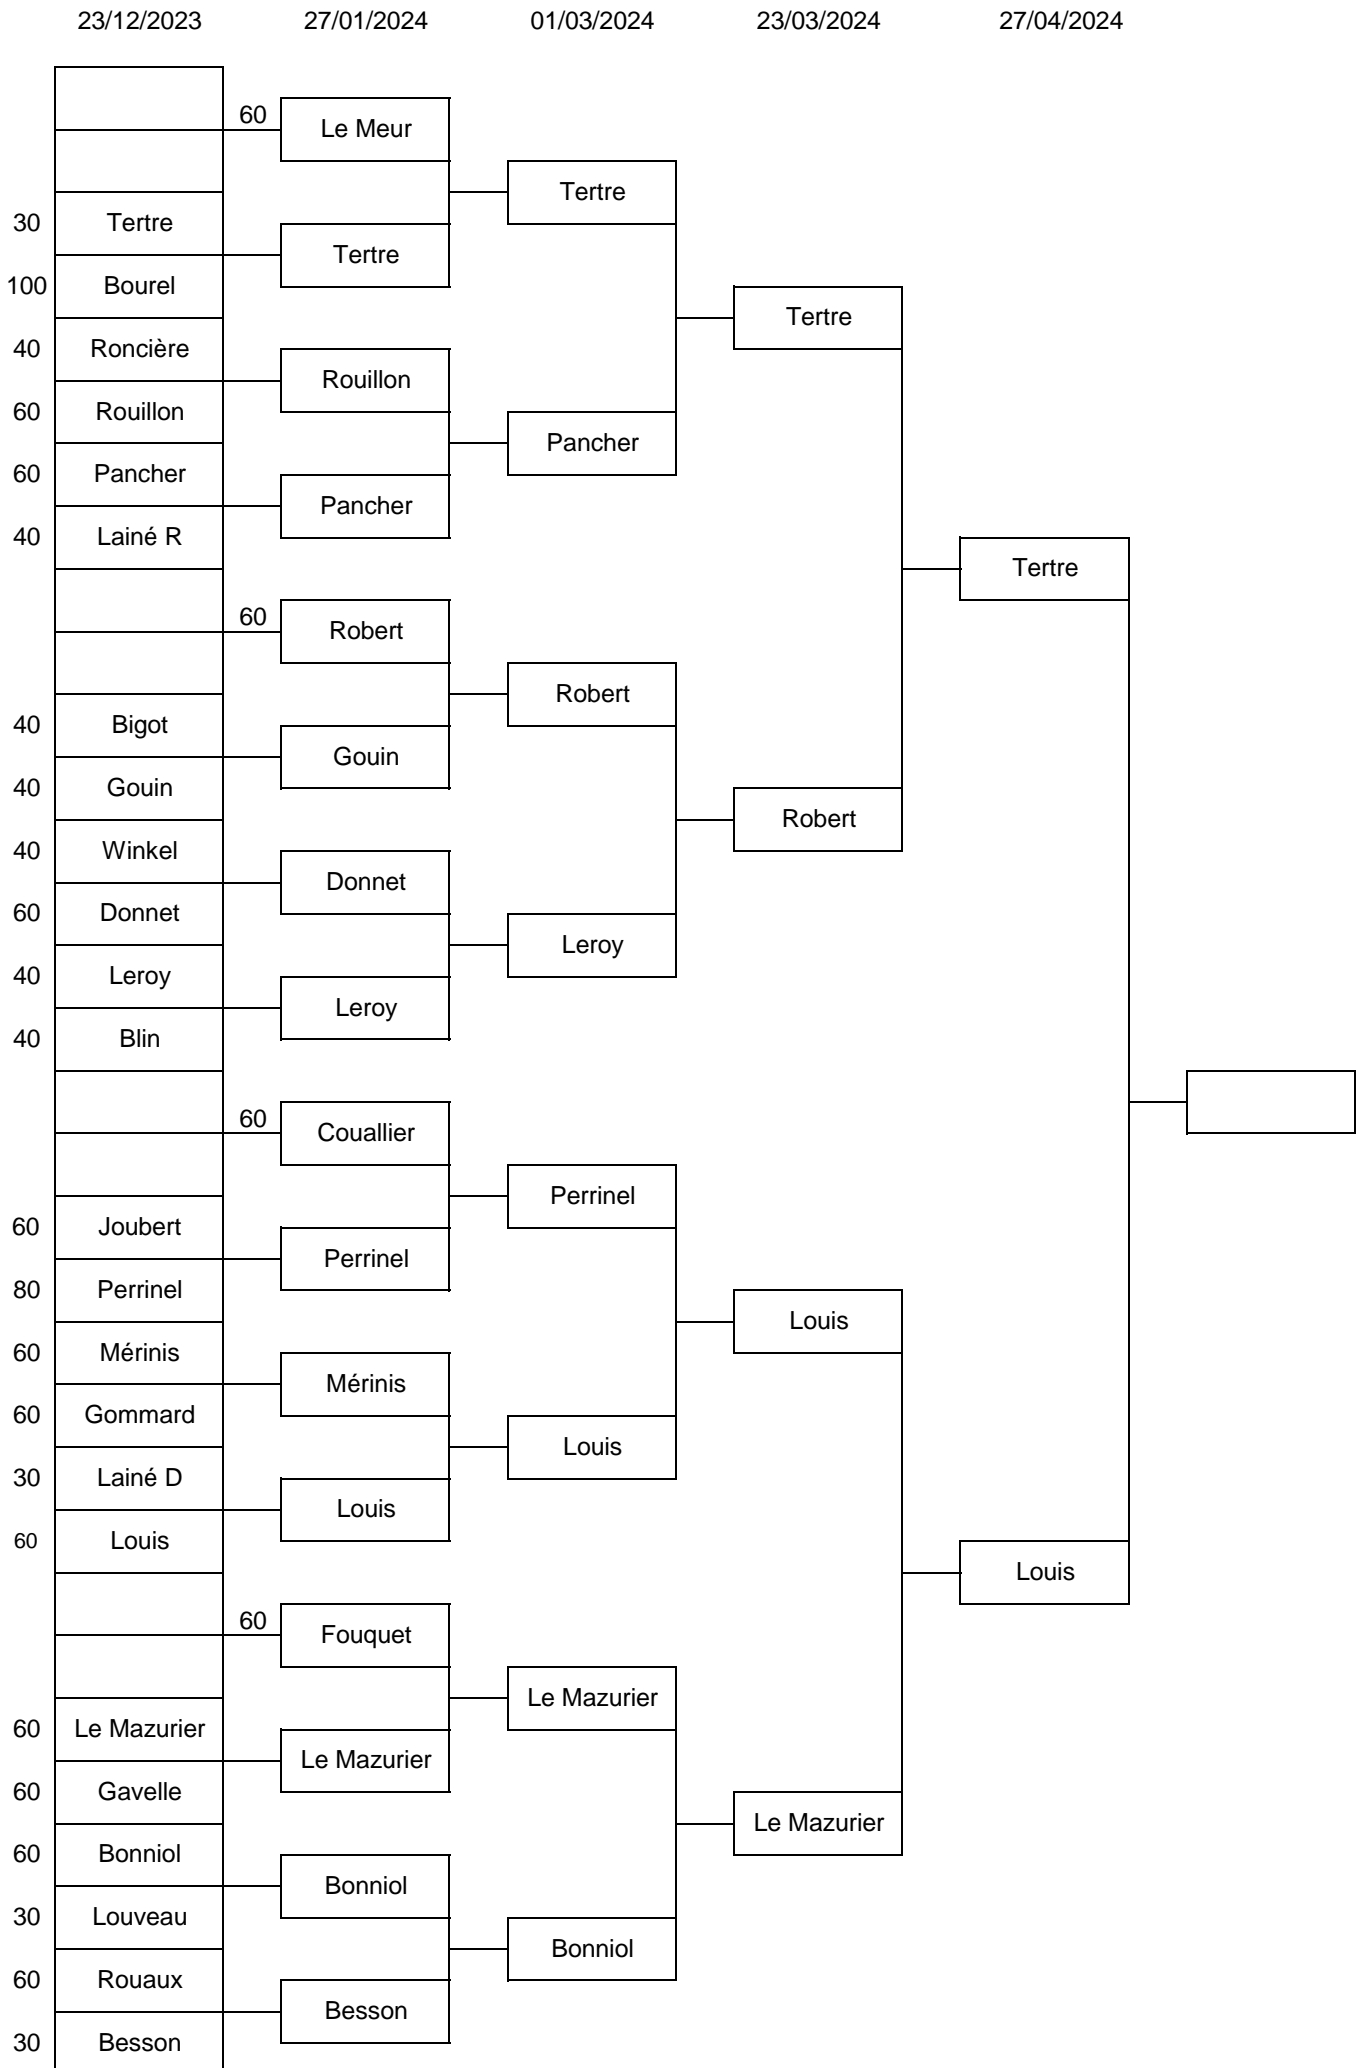 23/12/2023 27/01/2024 01/03/2024 23/03/2024 27/04/2024
60
Le Meur
Tertre
30 Tertre
Tertre
100 Bourel
Tertre
40 Roncière
Rouillon
60 Rouillon
Pancher
60 Pancher
Pancher
40 Lainé R
Tertre
60
Robert
Robert
40 Bigot
Gouin
40 Gouin
Robert
40 Winkel
Donnet
60 Donnet
Leroy
40 Leroy
Leroy
40 Blin
60
Couallier
Perrinel
60 Joubert
Perrinel
80 Perrinel
Louis
60 Mérinis
Mérinis
60 Gommard
Louis
30 Lainé D
Louis
60 Louis
Louis
60
Fouquet
Le Mazurier
60 Le Mazurier
Le Mazurier
60 Gavelle
Le Mazurier
60 Bonniol
Bonniol
30 Louveau
Bonniol
60 Rouaux
Besson
30 Besson